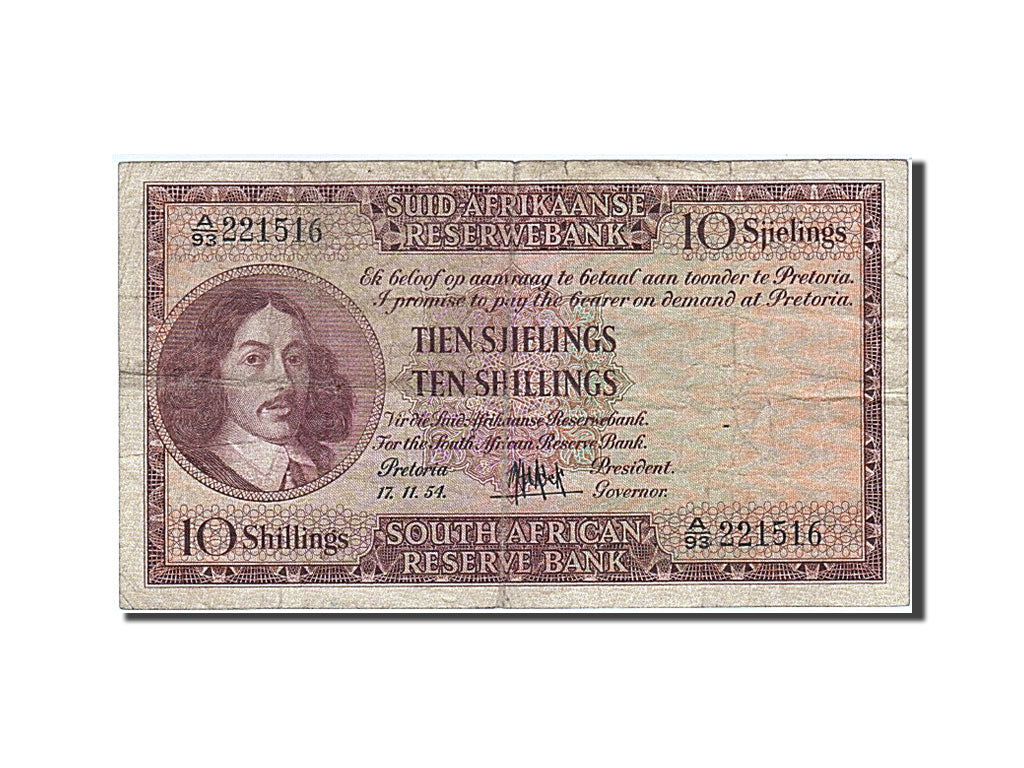 SUID-AFRIKAANSE
RESERWEBANK
A/93 221516
10 Sjielings
Ek beloof op aanvraag te betaal aan toonder te Pretoria.
I promise to pay the bearer on demand at Pretoria.
TIEN SJIELINGS
TEN SHILLINGS
Vir die Suid-Afrikaanse Reserwebank.
For the South African Reserve Bank.
Pretoria
President.
17. 11. 54.
Governor.
10 Shillings
SOUTH AFRICAN
RESERVE BANK
A/93 221516